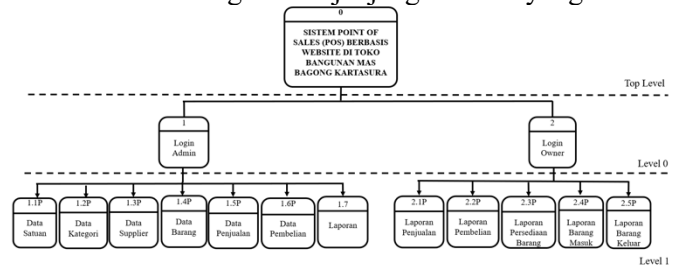 0
SISTEM POINT OF
SALES (POS) BERBASIS
WEBSITE DI TOKO
BANGUNAN MAS
BAGONG KARTASURA
Top Level
1
Login
Admin
2
Login
Owner
Level 0
1.1P
Data
Satuan
1.2P
Data
Kategori
1.3P
Data
Supplier
1.4P
Data
Barang
1.5P
Data
Penjualan
1.6P
Data
Pembelian
1.7
Laporan
2.1P
Laporan
Penjualan
2.2P
Laporan
Pembelian
2.3P
Laporan
Persediaan
Barang
2.4P
Laporan
Barang
Masuk
2.5P
Laporan
Barang
Keluar
Level 1